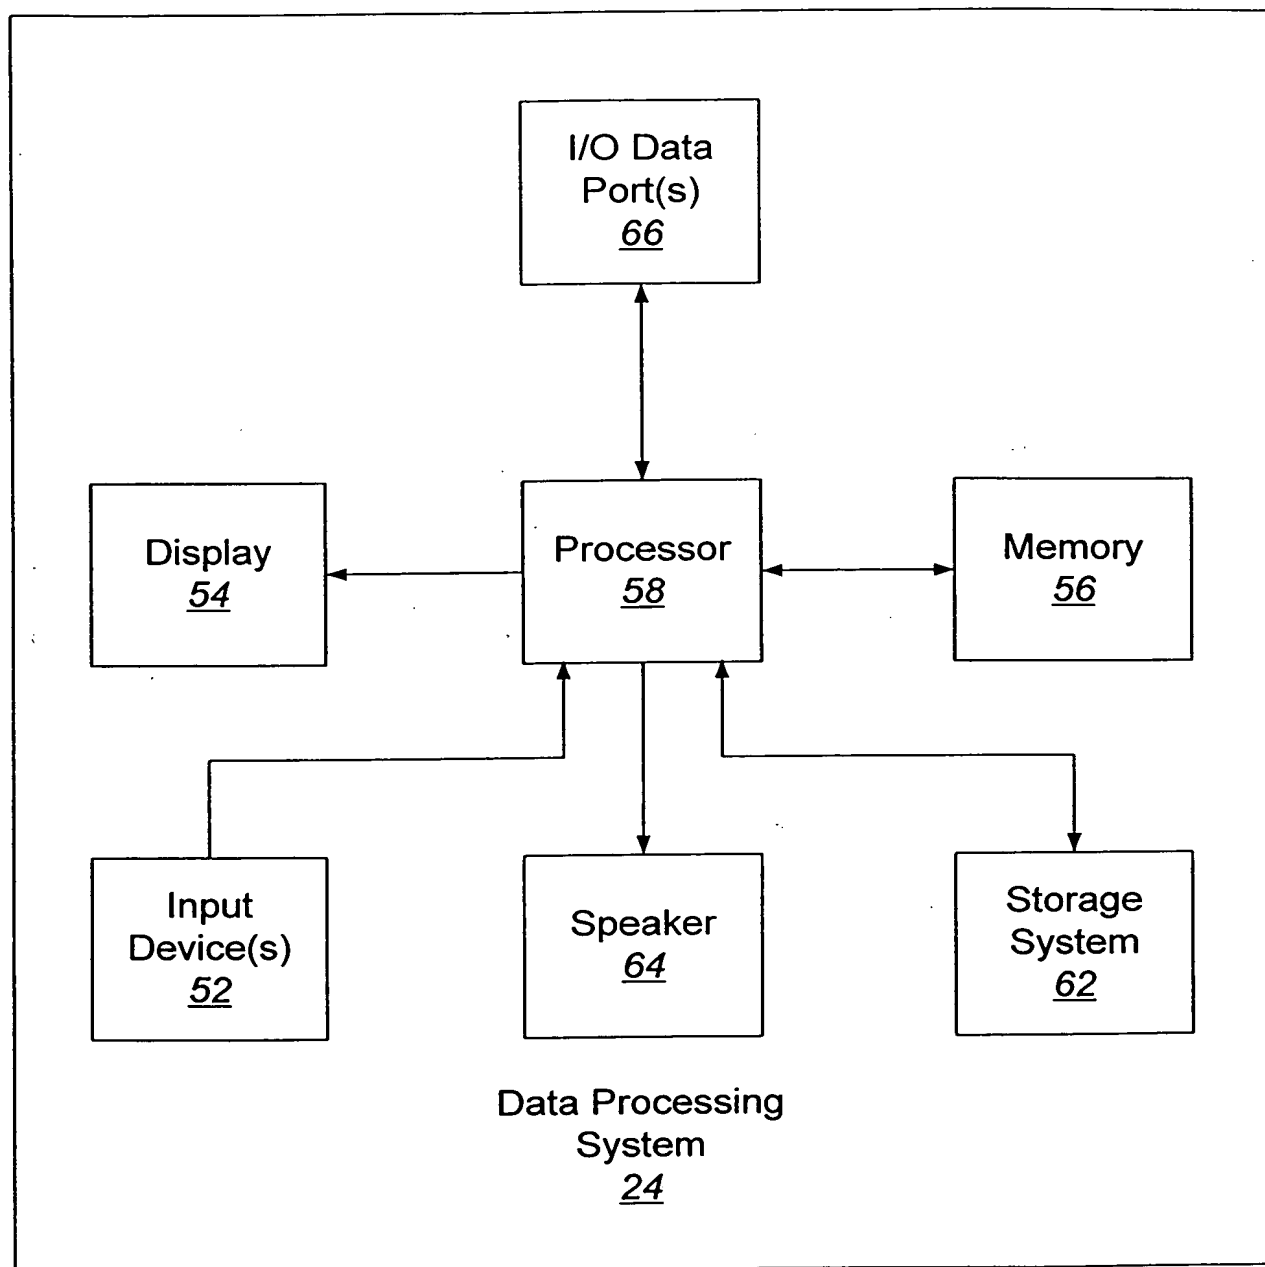 I/O Data
Port(s)
66
Display
54
Processor
58
Memory
56
Input
Device(s)
52
Speaker
64
Storage
System
62
Data Processing
System
24